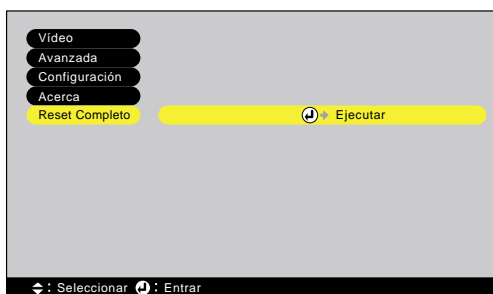 Vídeo
Avanzada
Configuración
Acerca
Reset Completo Ejecutar
: Seleccionar : Entrar